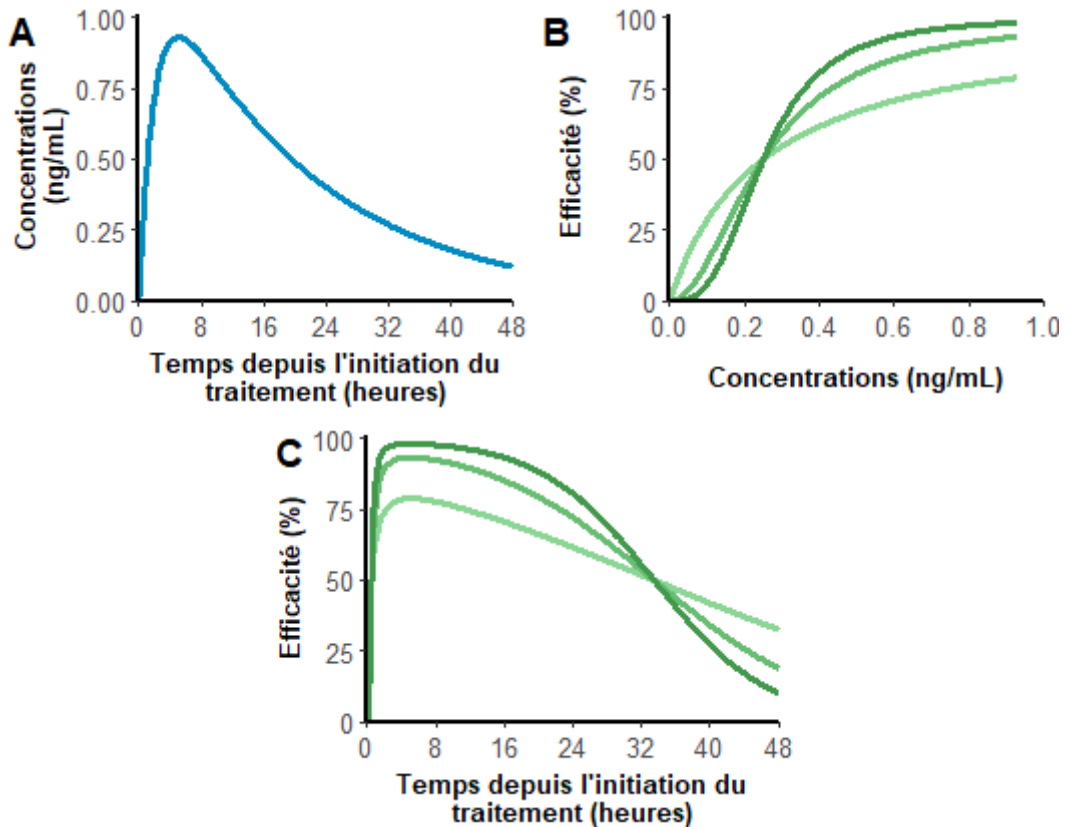 A
Concentrations
(ng/mL)
1.00
0.75
0.50
0.25
0.00
0 8 16 24 32 40 48
Temps depuis l'initiation du
traitement (heures)
B
Efficacité (%)
100
75
50
25
0
0.0 0.2 0.4 0.6 0.8 1.0
Concentrations (ng/mL)
C
Efficacité (%)
100
75
50
25
0
0 8 16 24 32 40 48
Temps depuis l'initiation du
traitement (heures)